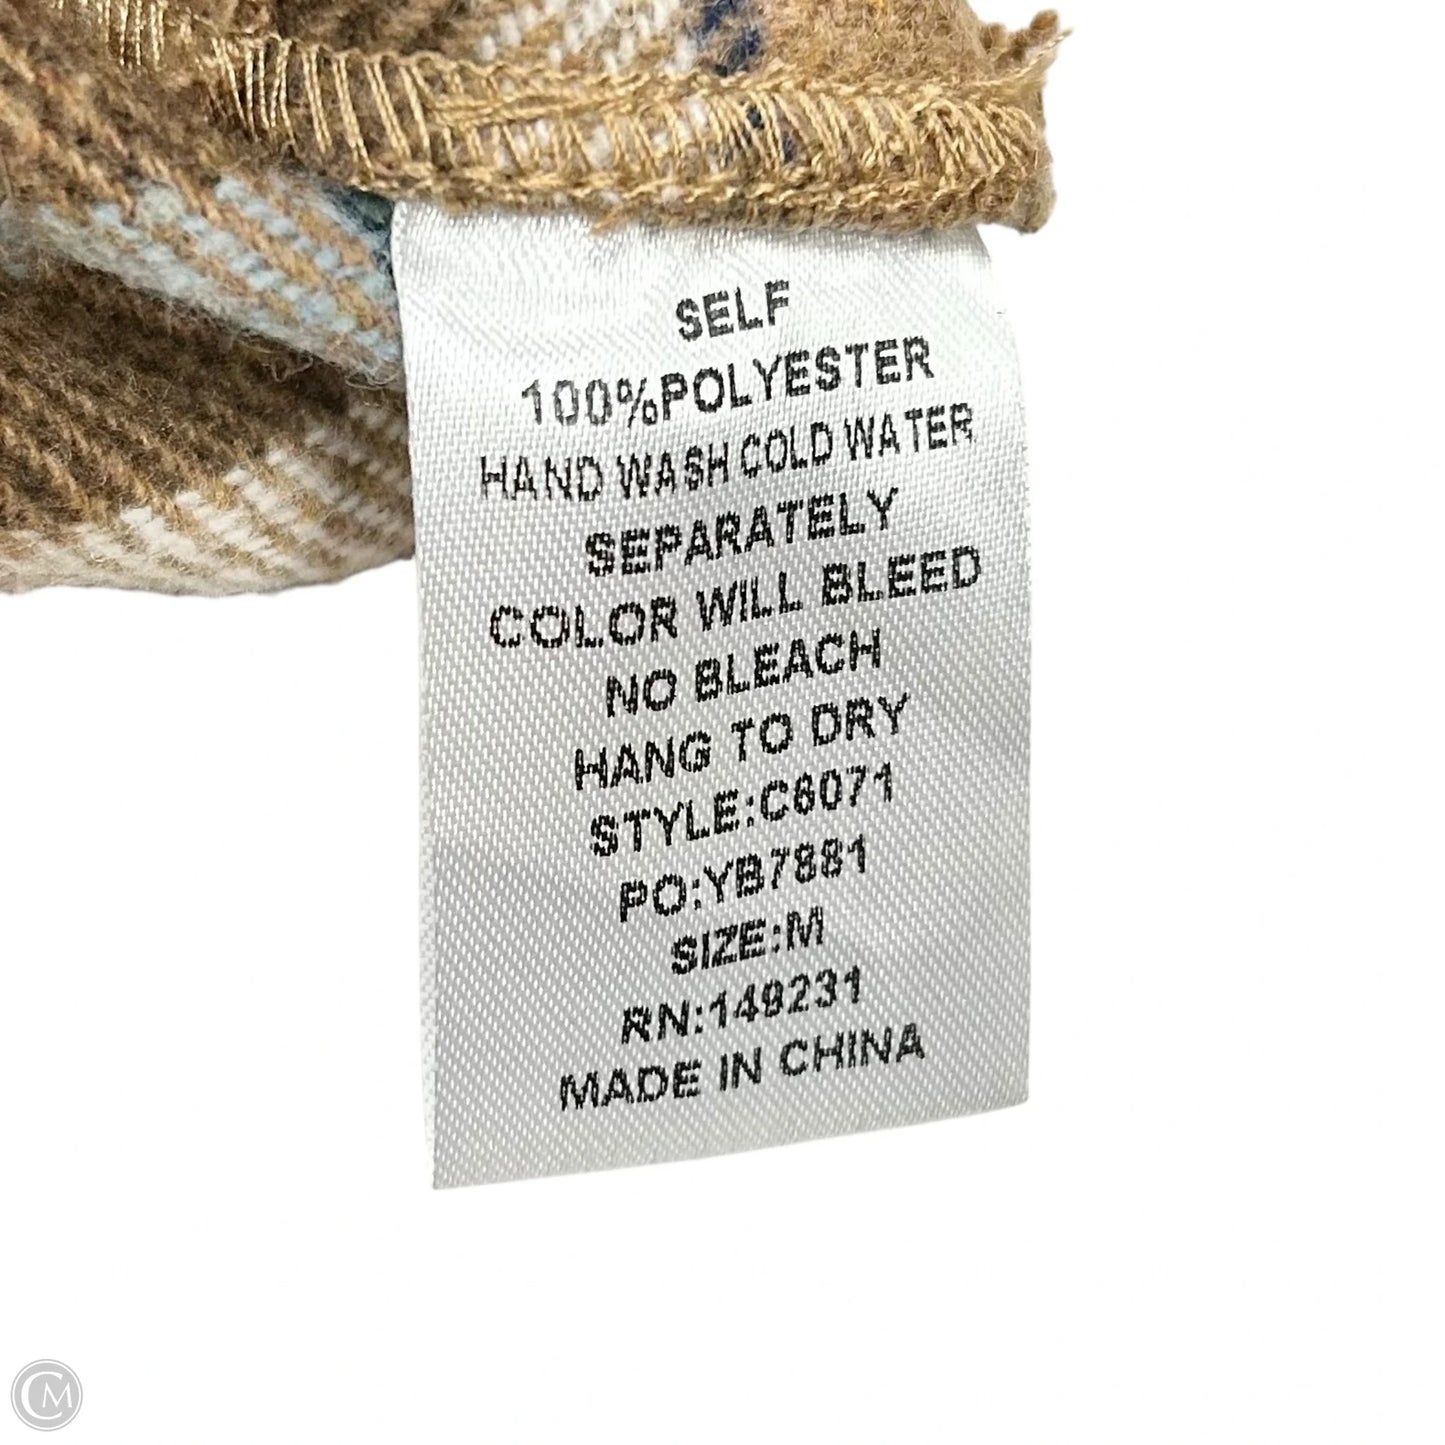 SELF
100%POLYESTER
HAND WASH COLD WATER
SEPARATELY
COLOR WILL BLEED
NO BLEACH
HANG TO DRY
STYLE:C6071
PO:YB7881
SIZE:M
RN:149231
MADE IN CHINA
CM